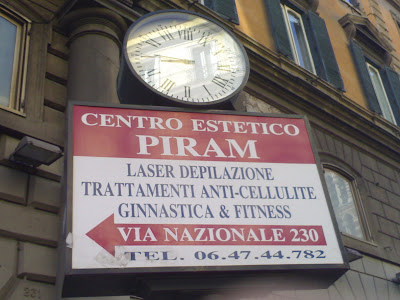 CENTRO ESTETICO
PIRAM
LASER DEPILAZIONE
TRATTAMENTI ANTI-CELLULITE
GINNASTICA & FITNESS
VIA NAZIONALE 230
TEL. 06.47.44.782